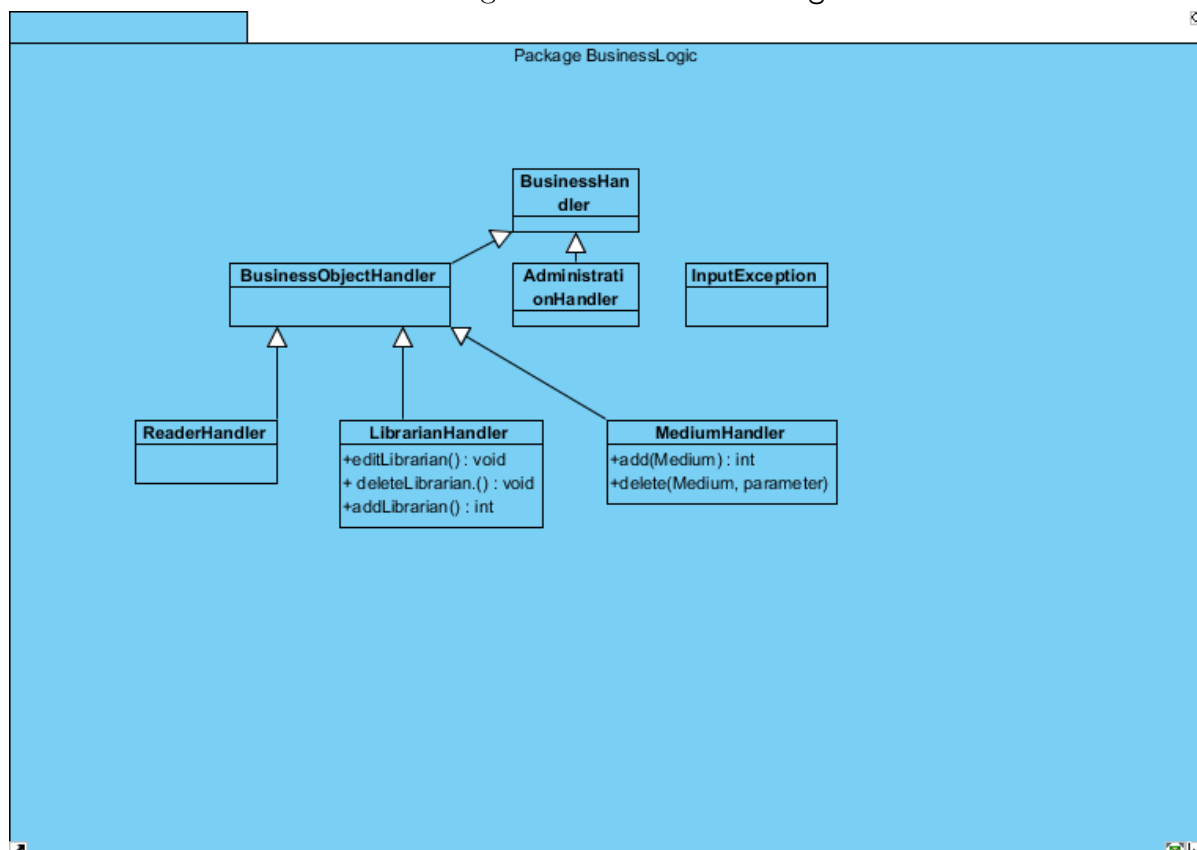 Package BusinessLogic
BusinessHan
dler
BusinessObjectHandler
Administrati
onHandler
InputException
ReaderHandler
LibrarianHandler
+editLibrarian() : void
+ deleteLibrarian.() : void
+addLibrarian() : int
MediumHandler
+add(Medium) : int
+delete(Medium, parameter)